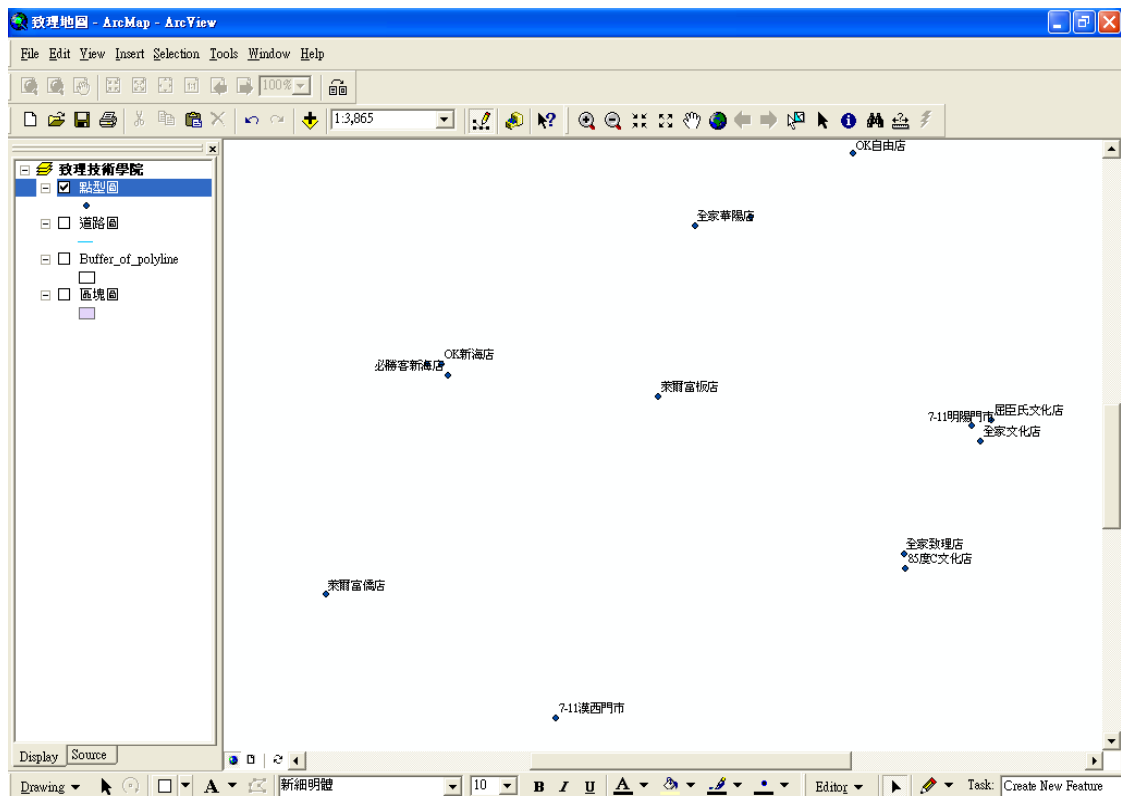 致理地圖 - ArcMap - ArcView
File Edit View Insert Selection Tools Window Help
1:1 100%
1:3,865
致理技術學院
點型圖
道路圖
Buffer_of_polyline
區塊圖
OK自由店
全家華陽店
OK新海店
必勝客新海店
萊爾富板店
屈臣氏文化店
7-11明陽門市
全家文化店
全家致理店
85度C文化店
萊爾富僑店
7-11漢西門市
Display Source
Drawing A 新細明體 10 B I U A Editor Task: Create New Feature